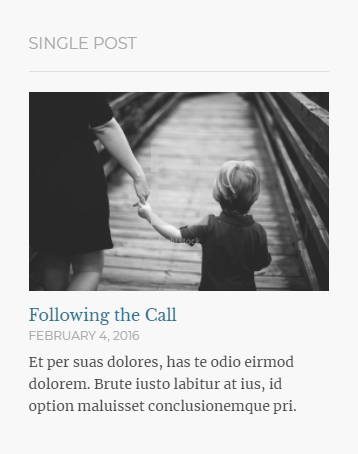 SINGLE POST
Following the Call
FEBRUARY 4, 2016
Et per suas dolores, has te odio eirmod
dolorem. Brute iusto labitur at ius, id
option maluisset conclusionemque pri.